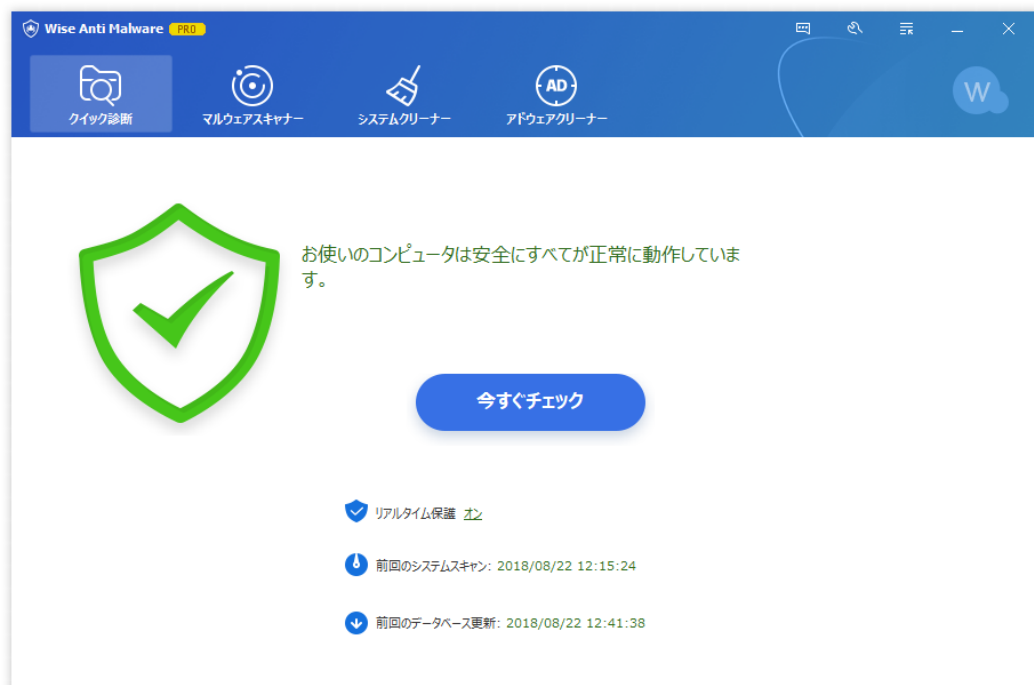 Wise Anti Malware PRO
クイック診断
マルウェアスキャナー
システムクリーナー
AD
アドウェアクリーナー
W
お使いのコンピュータは安全にすべてが正常に動作していま
す。
今すぐチェック
リアルタイム保護 オン
前回のシステムスキャン: 2018/08/22 12:15:24
前回のデータベース更新: 2018/08/22 12:41:38